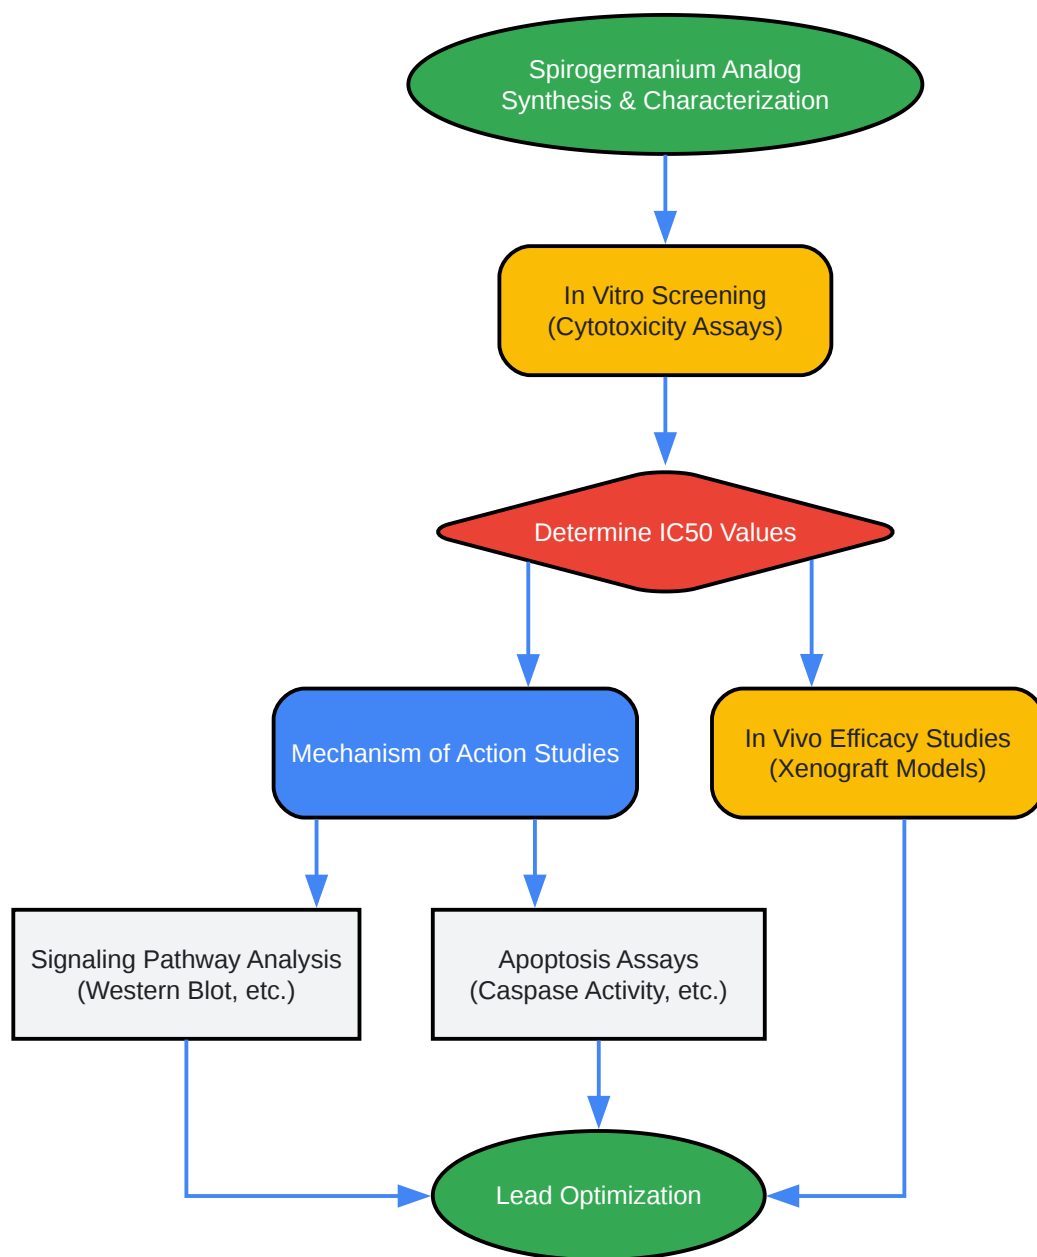 Spirogermanium Analog
Synthesis & Characterization
In Vitro Screening
(Cytotoxicity Assays)
Determine IC50 Values
Mechanism of Action Studies
In Vivo Efficacy Studies
(Xenograft Models)
Signaling Pathway Analysis
(Western Blot, etc.)
Apoptosis Assays
(Caspase Activity, etc.)
Lead Optimization